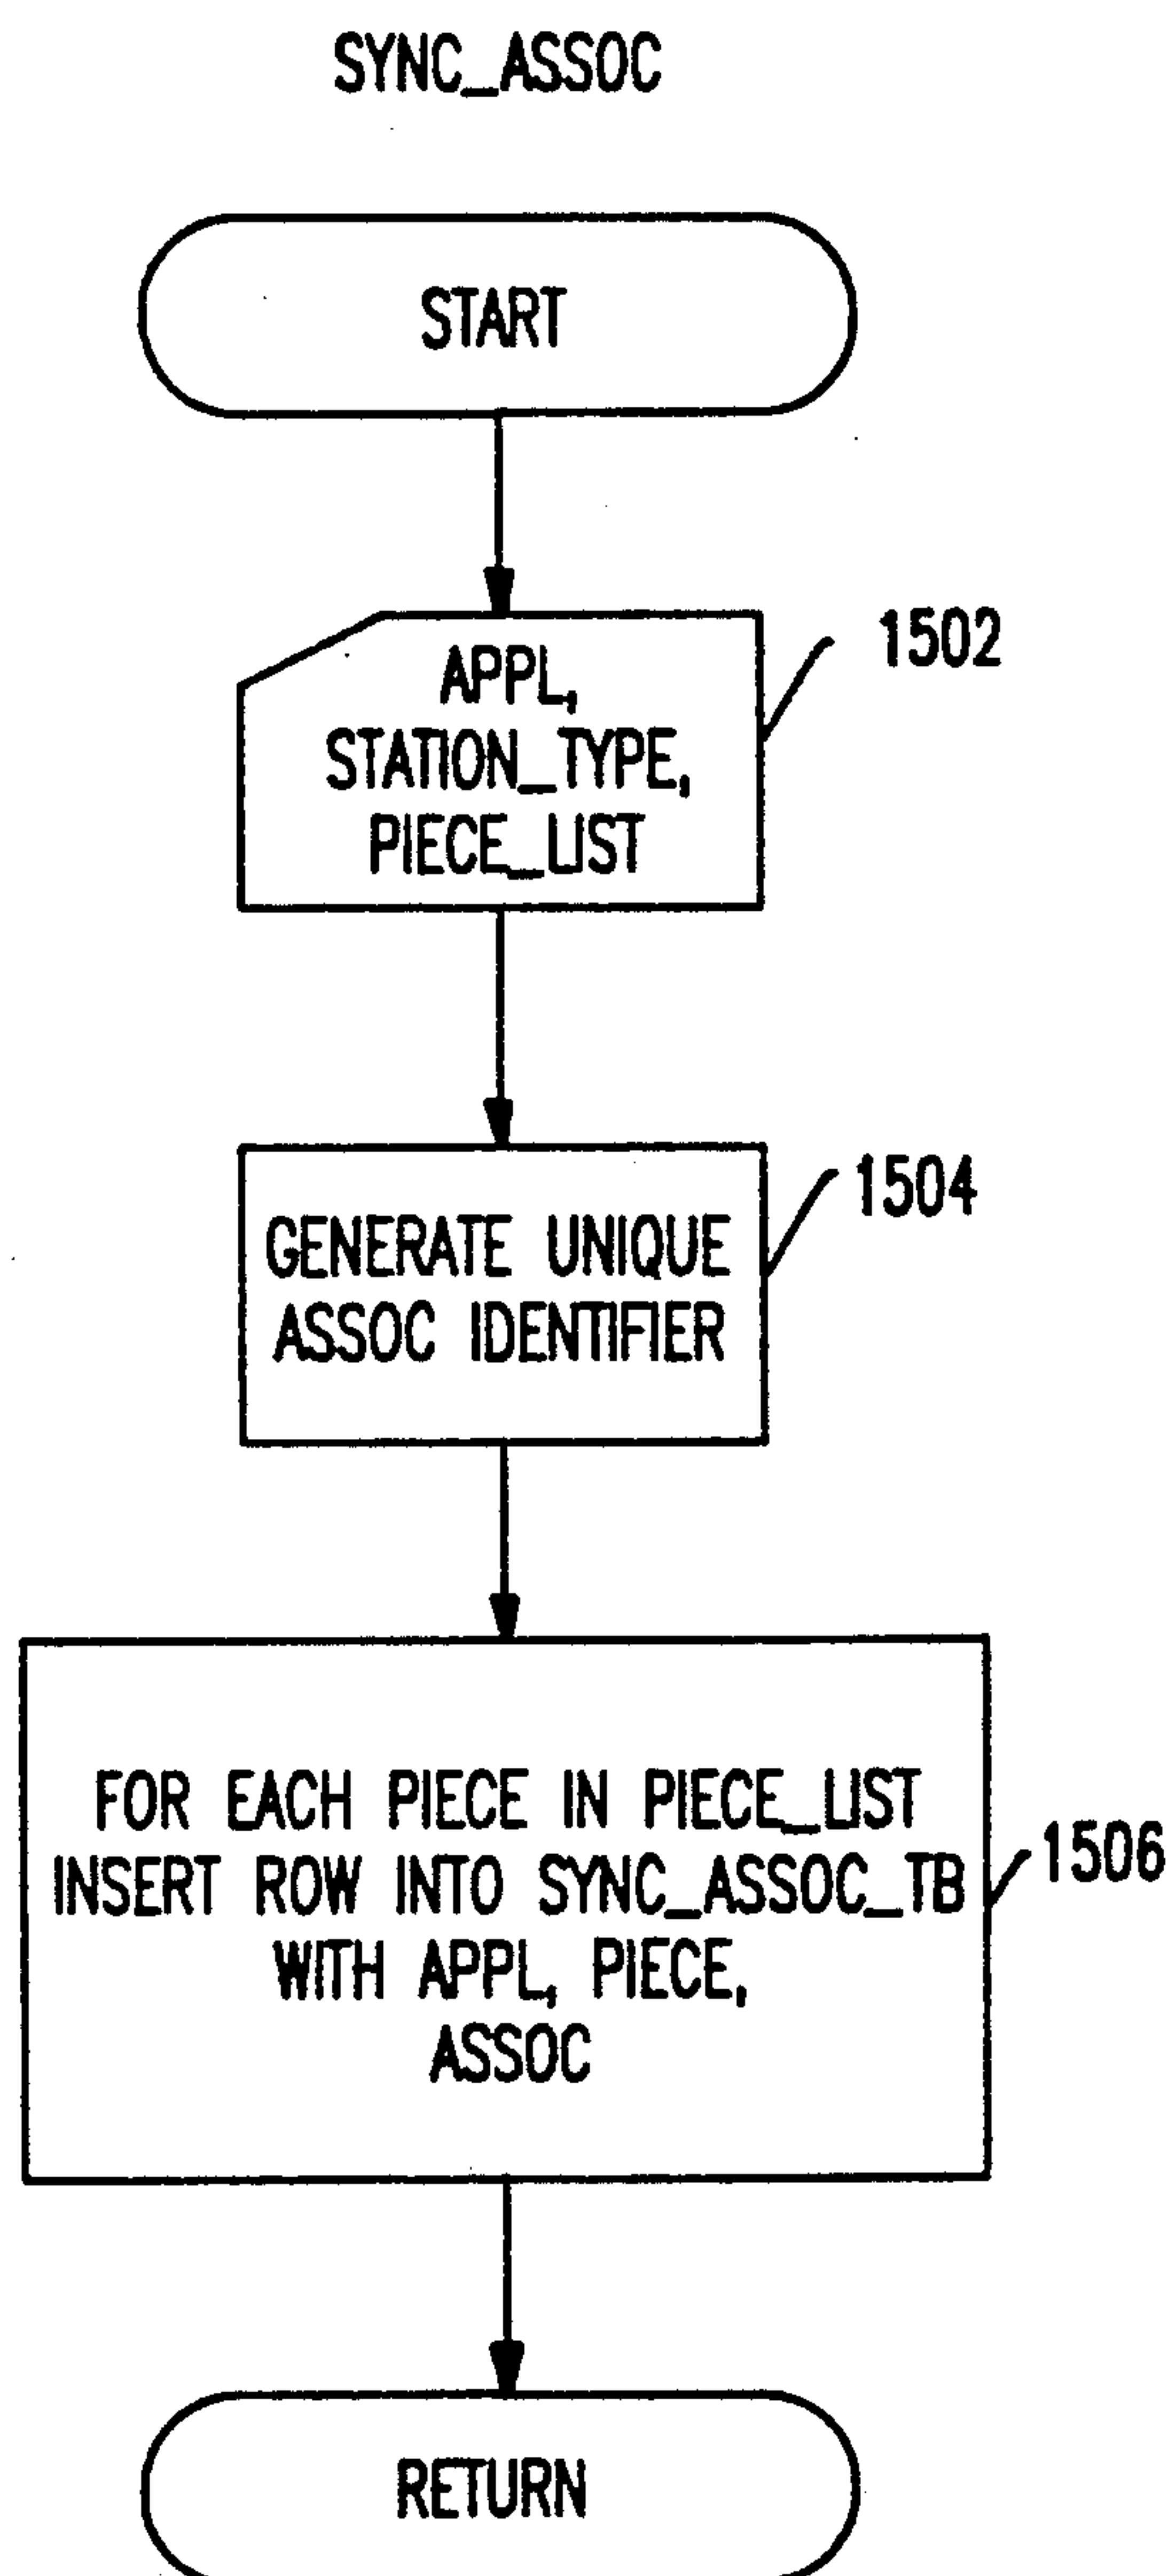 SYNC_ASSOC
START
APPL,
STATION_TYPE,
PIECE_LIST
1502
GENERATE UNIQUE
ASSOC IDENTIFIER
1504
FOR EACH PIECE IN PIECE_LIST
INSERT ROW INTO SYNC_ASSOC_TB
WITH APPL, PIECE,
ASSOC
1506
RETURN